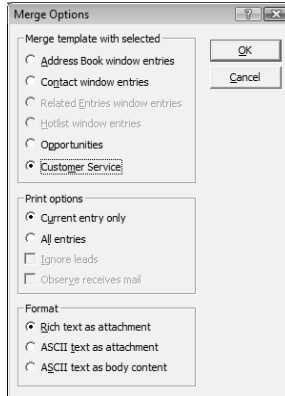 Merge Options
Merge template with selected
OK
Address Book window entries
Cancel
Contact window entries
Related Entries window entries
Hotlist window entries
Opportunities
Customer Service
Print options
Current entry only
All entries
Ignore leads
Observe receives mail
Format
Rich text as attachment
ASCII text as attachment
ASCII text as body content